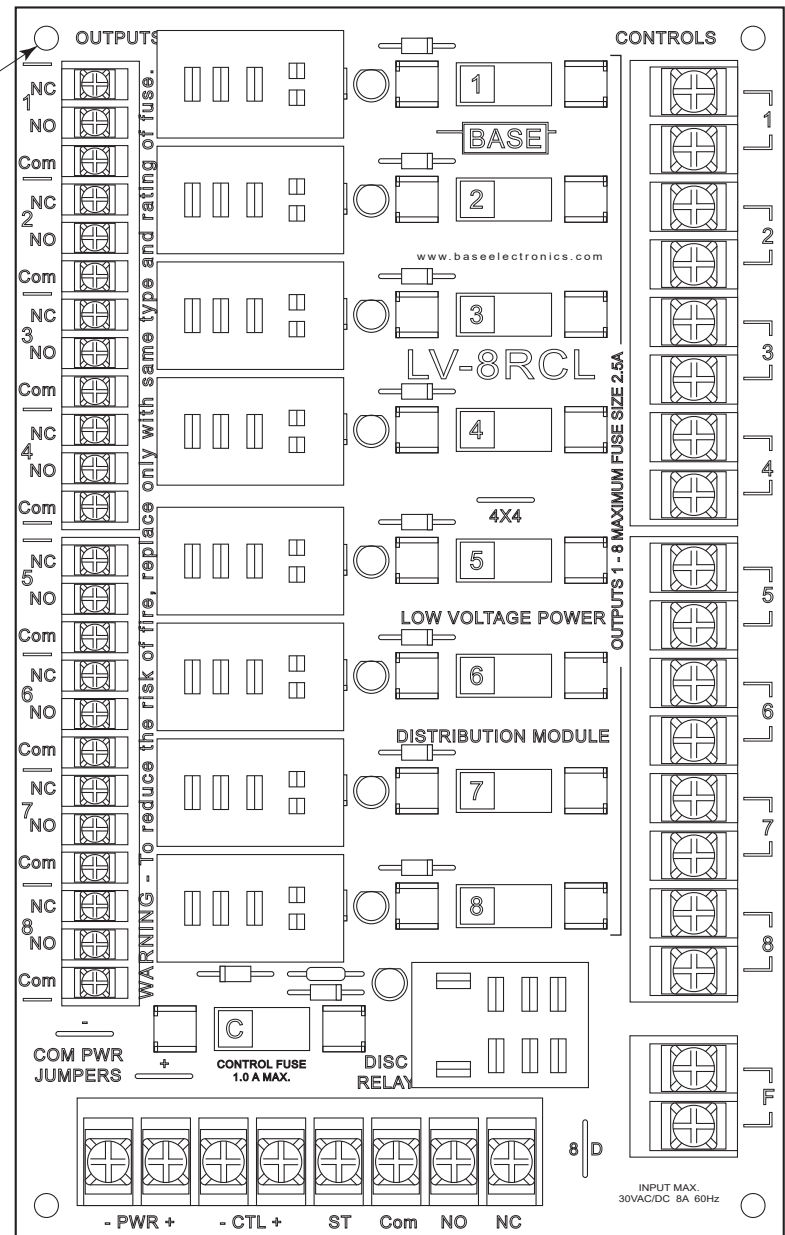 OUTPUTS
CONTROLS
1
NC
NO
Com
2
NC
NO
Com
3
NC
NO
Com
4
NC
NO
Com
5
NC
NO
Com
6
NC
NO
Com
7
NC
NO
Com
8
NC
NO
Com
WARNING - To reduce the risk of fire, replace only with same type and rating of fuse.
1
BASE
2
www.baseelectronics.com
3
LV-8RCL
4
4X4
5
LOW VOLTAGE POWER
6
DISTRIBUTION MODULE
7
8
OUTPUTS 1 - 8 MAXIMUM FUSE SIZE 2.5A
1
2
3
4
5
6
7
8
F
-
COM PWR
JUMPERS
+
C
CONTROL FUSE
1.0 A MAX.
DISC
RELAY
8 D
INPUT MAX.
30VAC/DC 8A 60Hz
- PWR + - CTL + ST Com NO NC